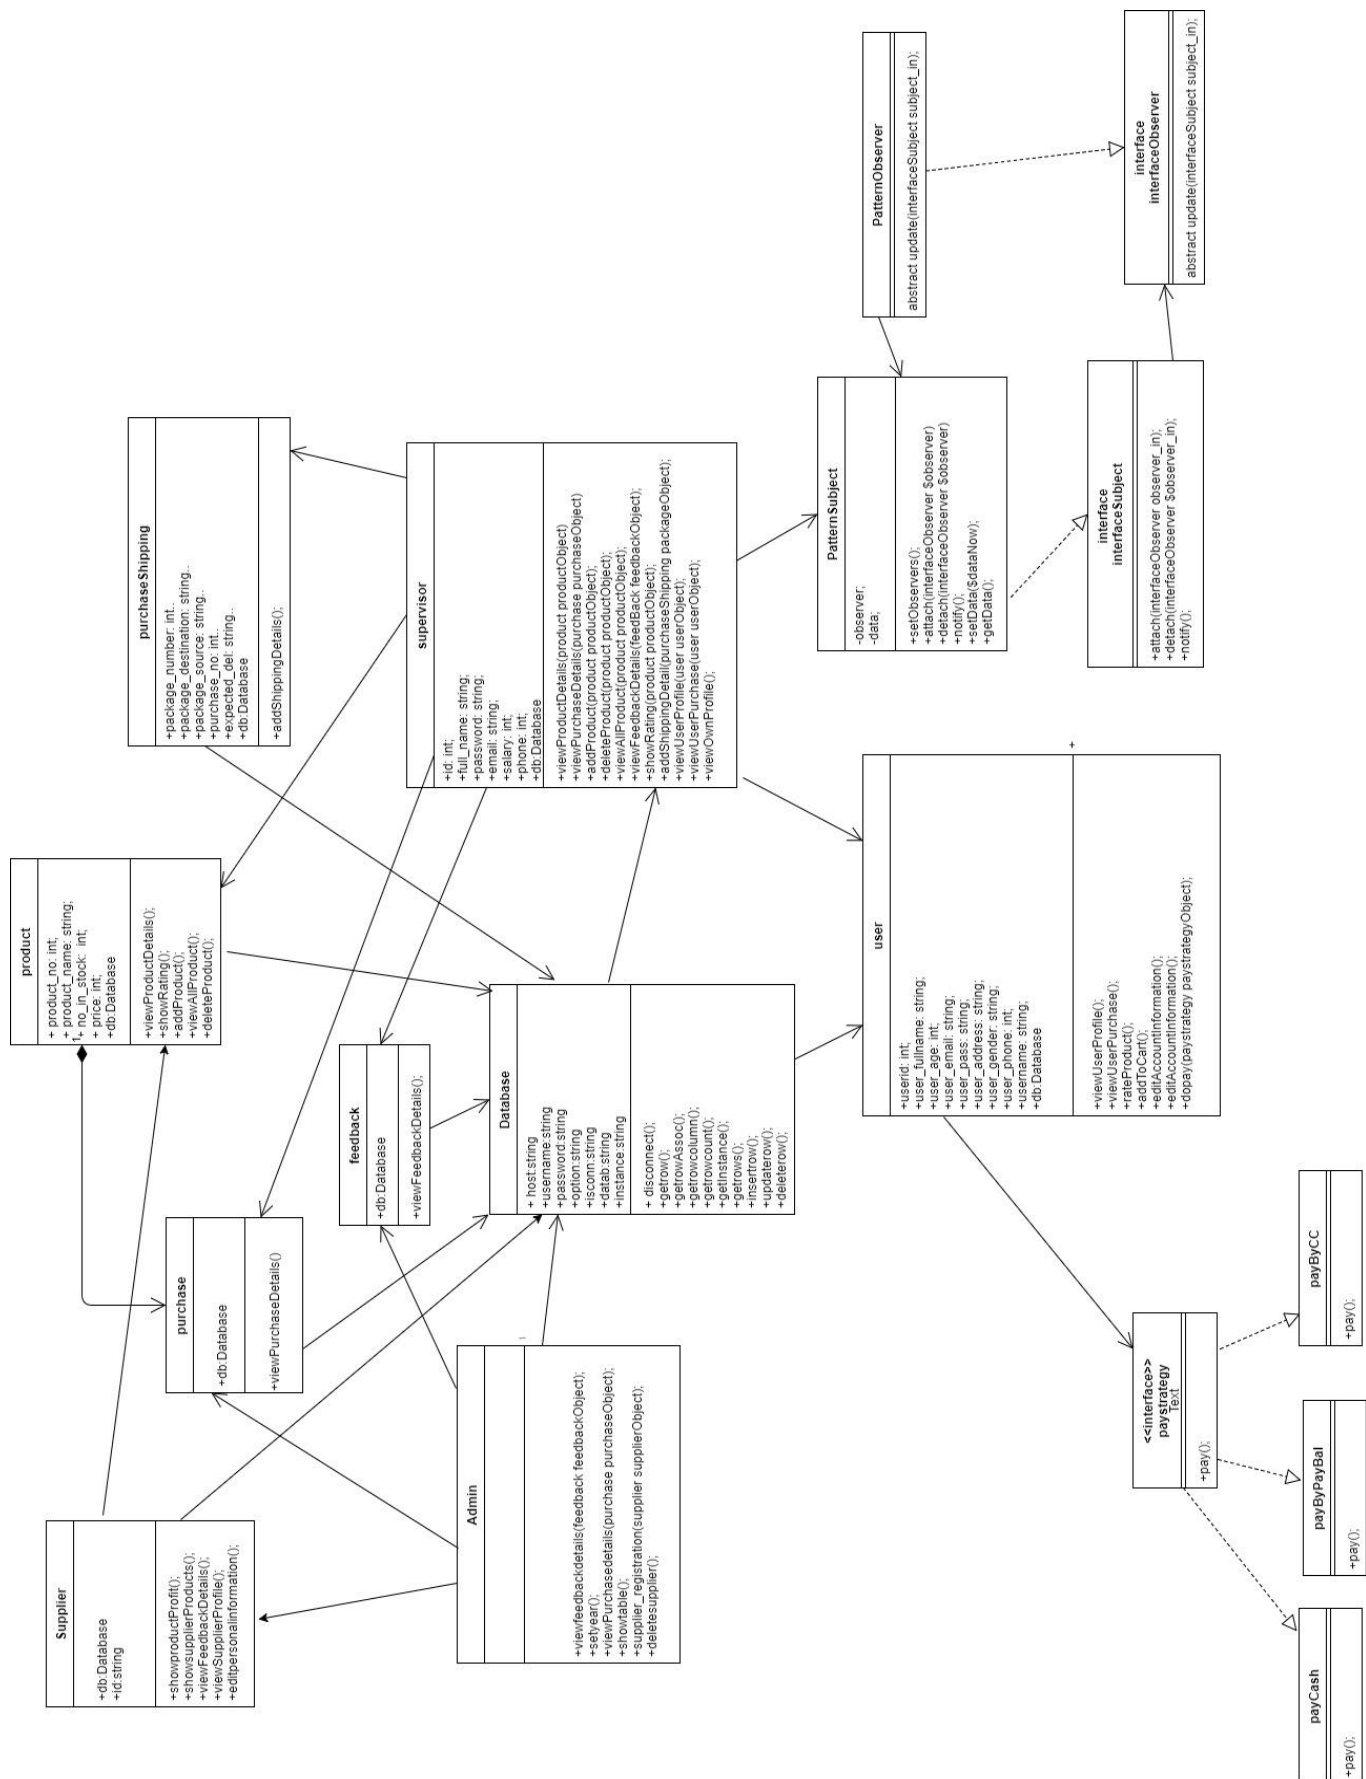 Supplier
+db:Database
+id:string
+showproductProfit();
+showsupplierProducts();
+viewFeedbackDetails();
+viewSupplierProfile();
+editpersonalinformation();
product
+ product_no: int;
+ product_name: string;
+ no_in_stock: int;
+ price: int;
+db:Database
1
+viewProductDetails();
+showRating();
+addProduct();
+viewAllProduct();
+deleteProduct();
purchaseShipping
+package_number: int..
+package_destination: string..
+package_source: string..
+purchase_no: int..
+expected_del: string..
+db:Database
+addShippingDetails();
purchase
+db:Database
+viewPurchaseDetails()
feedback
+db:Database
+viewFeedbackDetails();
supervisor
+id: int;
+full_name: string;
+password: string;
+email: string;
+salary: int;
+phone: int;
+db:Database
+viewProductDetails(product productObject)
+viewPurchaseDetails(purchase purchaseObject)
+addProduct(product productObject);
+deleteProduct(product productObject);
+viewAllProduct(product productObject);
+viewFeedbackDetails(feedBack feedbackObject);
+showRating(product productObject);
+addShippingDetail(purchaseShipping packageObject);
+viewUserProfile(user userObject);
+viewUserPurchase(user userObject);
+viewOwnProfile();
Admin
+viewfeedbackdetails(feedback feedbackObject);
+setyear();
+viewPurchasedetails(purchase purchaseObject);
+showtable();
+supplier_registration(supplier supplierObject);
+deletesupplier();
Database
+ host:string
+username:string
+password:string
+option:string
+isconn:string
+datab:string
+instance:string
+ disconnect();
+getrow();
+getrowAssoc();
+getrowcolumn();
+getrowcount();
+getInstance();
+getrows();
+insertrow();
+updaterow();
+deleterow();
Pattern Subject
-observer;
-data;
+setObservers();
+attach(interfaceObserver $observer)
+detach(interfaceObserver $observer)
+notify();
+setData($dataNow);
+getData();
PatternObserver
abstract update(interfaceSubject subject_in);
user
+userid: int;
+user_fullname: string;
+user_age: int;
+user_email: string;
+user_pass: string;
+user_address: string;
+user_gender: string;
+user_phone: int;
+username: string;
+db:Database
+
+viewUserProfile();
+viewUserPurchase();
+rateProduct();
+addToCart();
+editAccountInformation();
+editAccountInformation();
+dopay(paystrategy paystrategyObject);
interface
interfaceSubject
+attach(interfaceObserver observer_in);
+detach(interfaceObserver $observer_in);
+notify();
interface
interfaceObserver
abstract update(interfaceSubject subject_in);
<<interface>>
paystrategy
Text
+pay();
payCash
+pay();
payByPayBal
+pay();
payByCC
+pay();